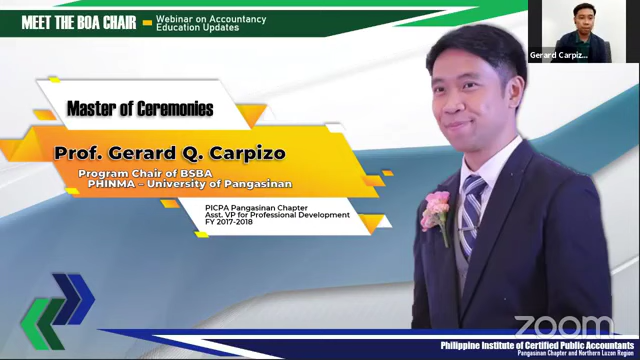 MEET THE BOA CHAIR
Webinar on Accountancy
Education Updates
Gerard Carpiz...
Master of Ceremonies
Prof. Gerard Q. Carpizo
Program Chair of BSBA
PHINMA - University of Pangasinan
PICPA Pangasinan Chapter
Asst. VP for Professional Development
FY 2017-2018
zoom
Philippine Institute of Certified Public Accountants
Pangasinan Chapter and Northern Luzon Region